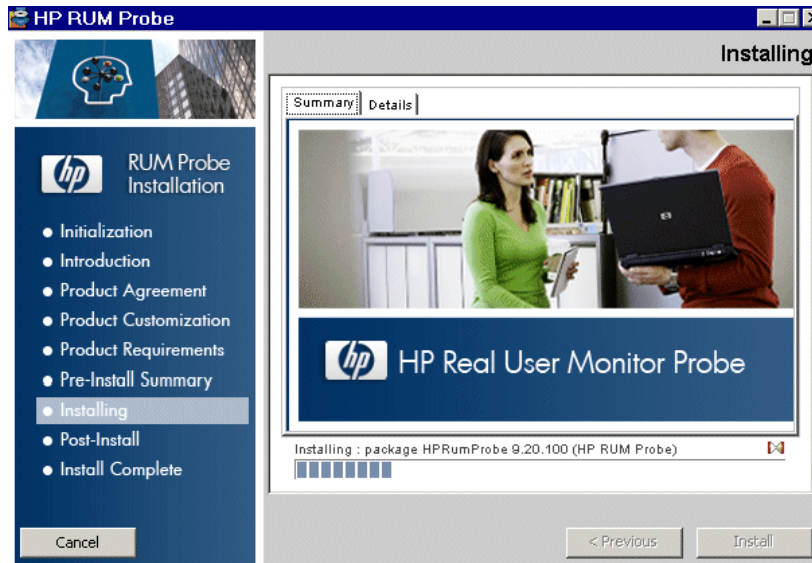 HP RUM Probe
Installing
hp
RUM Probe
Installation
Initialization
Introduction
Product Agreement
Product Customization
Product Requirements
Pre-Install Summary
Installing
Post-Install
Install Complete
Cancel
Summary
Details
hp
HP Real User Monitor Probe
Installing : package HPRumProbe 9.20.100 (HP RUM Probe)
< Previous
Install